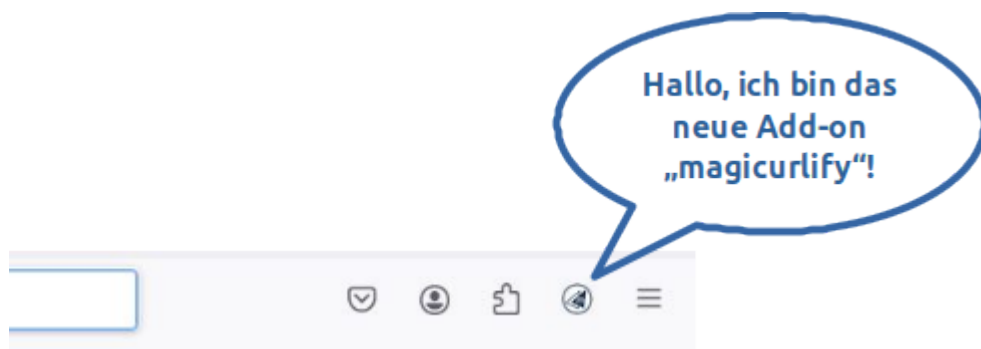 Hallo, ich bin das
neue Add-on
„magicurlify“!